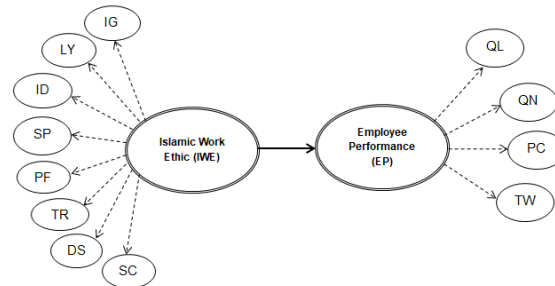 IG
LY
ID
SP
PF
TR
DS
SC
Islamic Work
Ethic (IWE)
Employee
Performance
(EP)
QL
QN
PC
TW